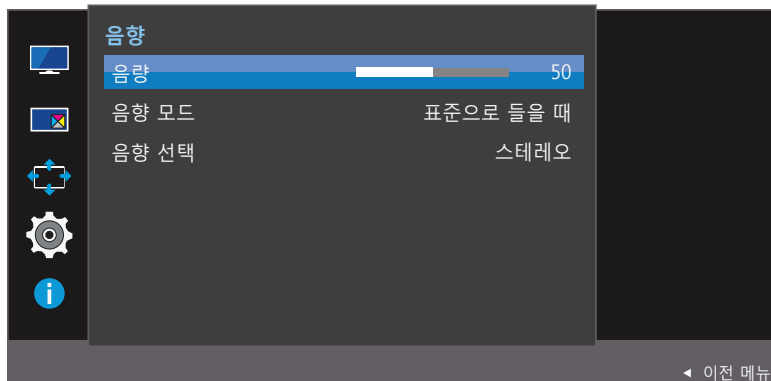 음향
음량 50
음향 모드 표준으로 들을 때
음향 선택 스테레오
i
◀ 이전 메뉴